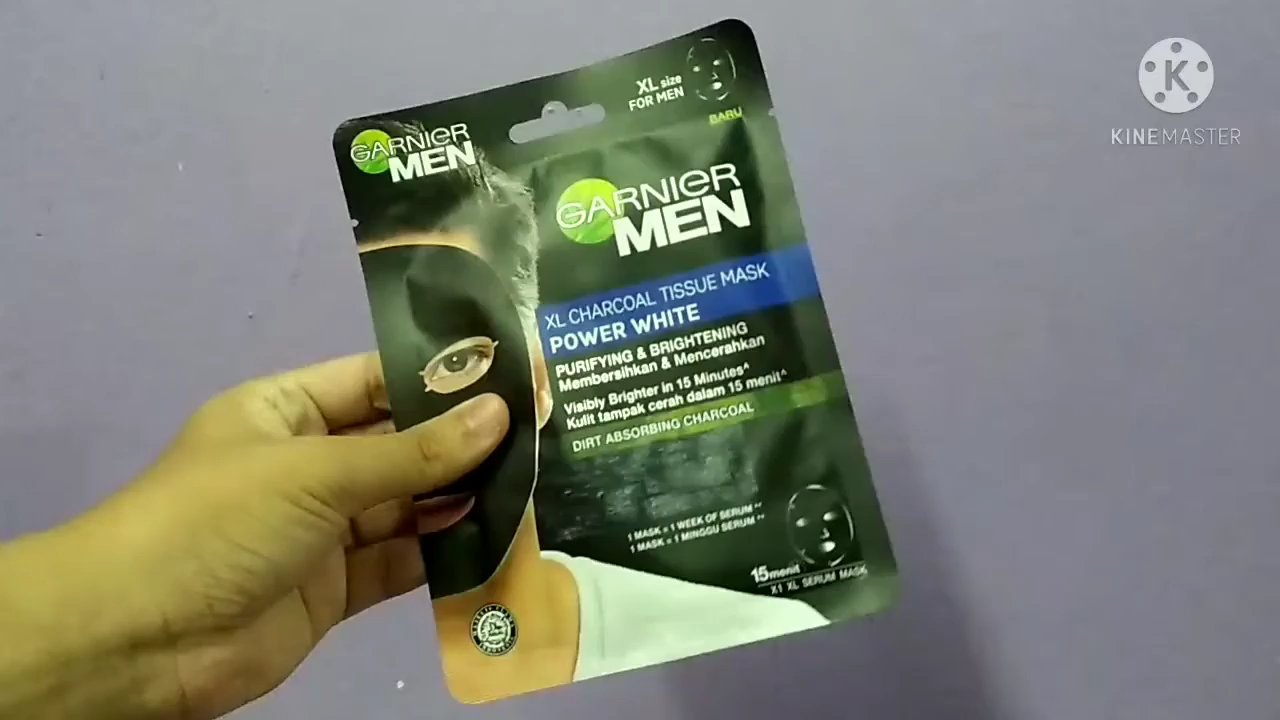 KINEMASTER
XL size
FOR MEN
BARU
GARNIER
MEN
GARNIER
MEN
XL CHARCOAL TISSUE MASK
POWER WHITE
PURIFYING & BRIGHTENING
Membersihkan & Mencerahkan
Visibly Brighter in 15 Minutes^
Kulit tampak cerah dalam 15 menit^
DIRT ABSORBING CHARCOAL
1 MASK = 1 WEEK OF SERUM **
1 MASK = 1 MINGGU SERUM **
15menit
X1 XL SERUM MASK